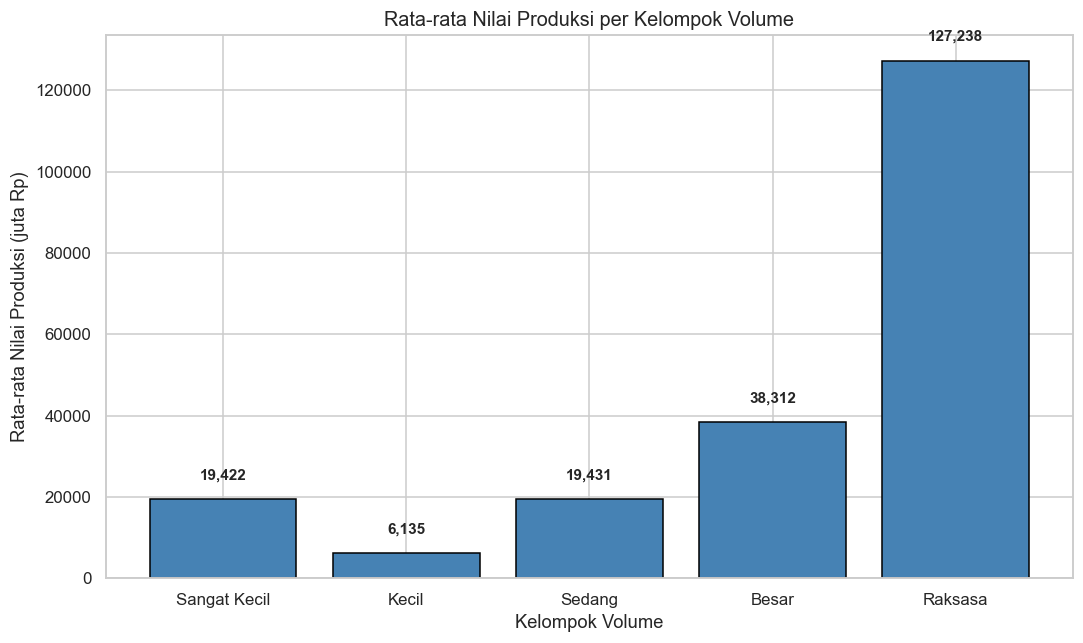 Rata-rata Nilai Produksi per Kelompok Volume
127,238
120000
100000
80000
60000
40000
20000
0
Rata-rata Nilai Produksi (juta Rp)
19,422
6,135
19,431
38,312
Sangat Kecil
Kecil
Sedang
Besar
Raksasa
Kelompok Volume